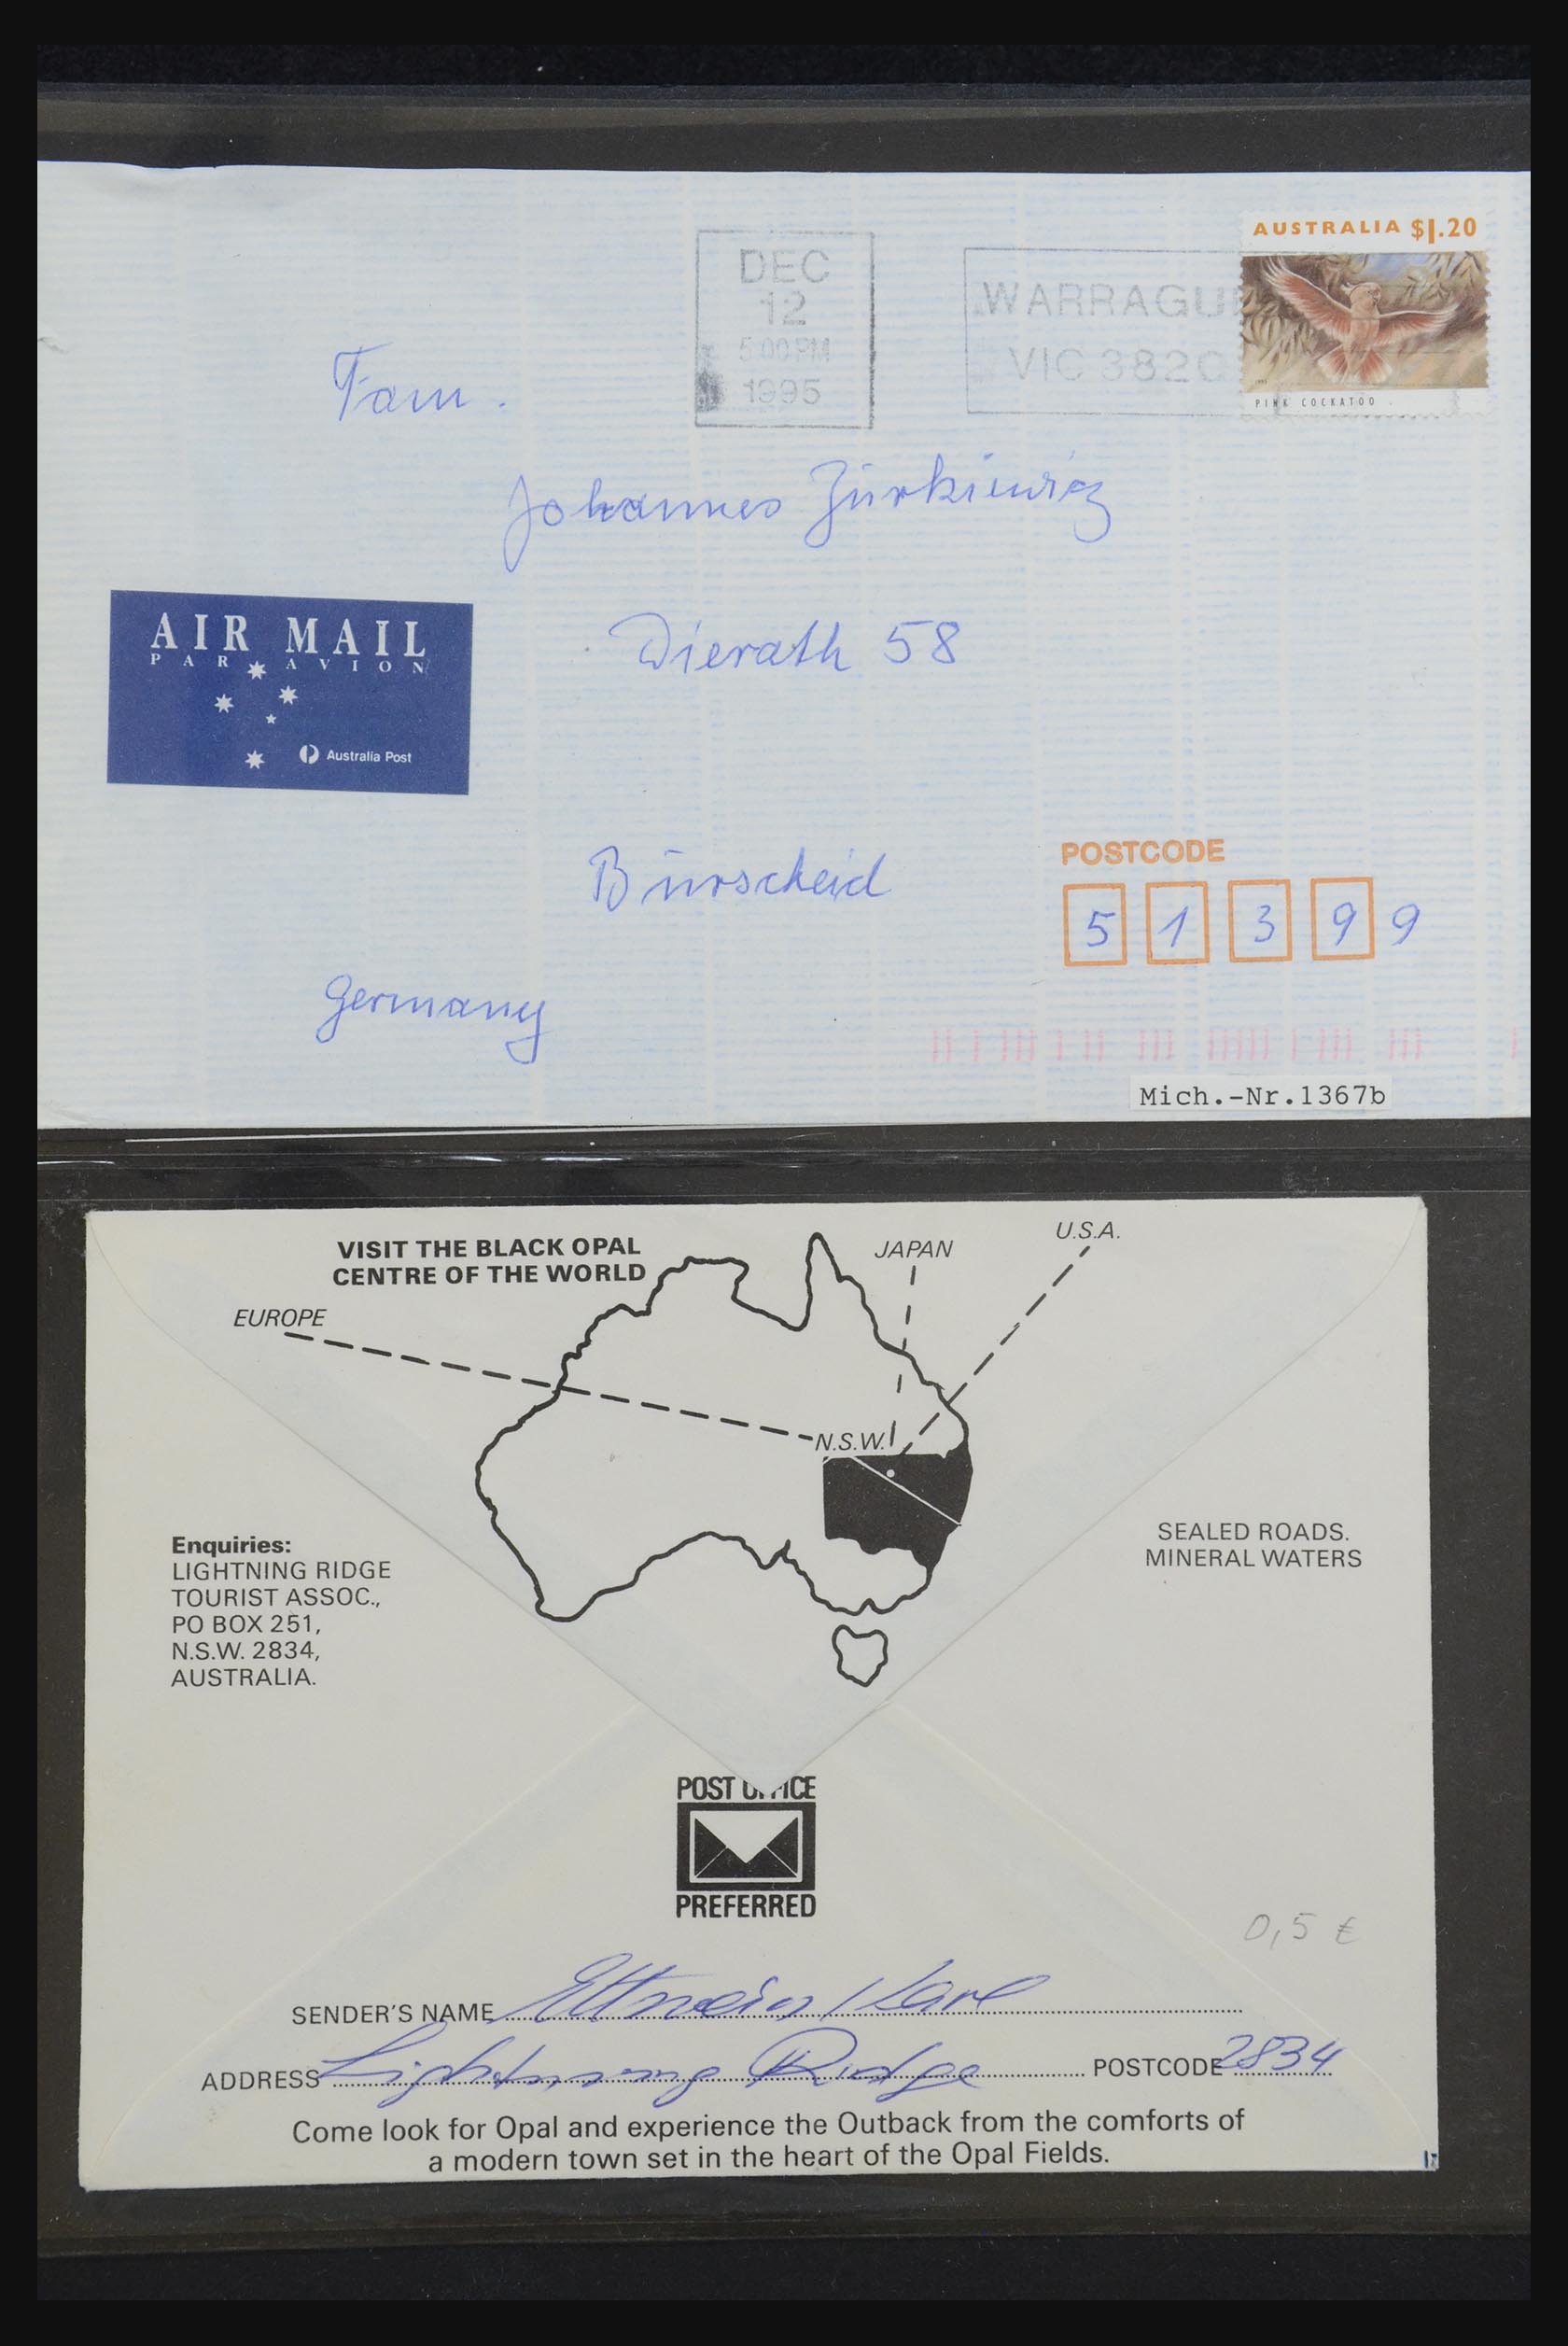 AUSTRALIA $1.20
DEC
12
5 00 PM
1995
WARRAGU
VIC 3820
PINK COCKATOO
Fam.
Johannes Zurkiewicz
AIR MAIL
PAR AVION
Australia Post
Dierath 58
POSTCODE
Burscheid
5 1 3 9 9
Germany
Mich.-Nr.1367b
VISIT THE BLACK OPAL
CENTRE OF THE WORLD
JAPAN
U.S.A.
EUROPE
N.S.W.
Enquiries:
LIGHTNING RIDGE
TOURIST ASSOC.,
PO BOX 251,
N.S.W. 2834,
AUSTRALIA.
SEALED ROADS.
MINERAL WATERS
POST OFFICE
PREFERRED
0,5 €
SENDER'S NAME Karl
ADDRESS Lightning Ridge POSTCODE 2834
Come look for Opal and experience the Outback from the comforts of
a modern town set in the heart of the Opal Fields.